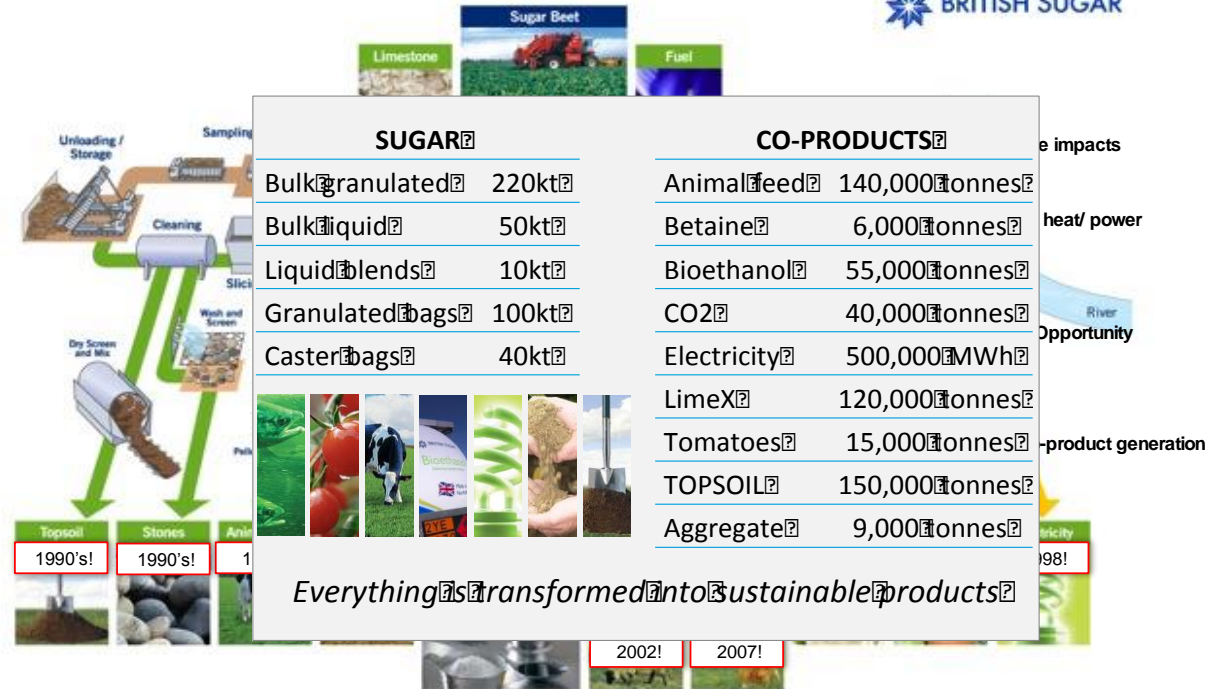 BRITISH SUGAR
Sugar Beet
Limestone
Fuel
Unloading /
Storage
Sampling
Cleaning
Wash and
Screen
Dry Screen
and Mix
River
e impacts
heat/ power
Opportunity
-product generation
SUGAR
Bulk granulated 220kt
Bulk liquid 50kt
Liquid blends 10kt
Granulated bags 100kt
Caster bags 40kt
CO-PRODUCTS
Animal feed 140,000 tonnes
Betaine 6,000 tonnes
Bioethanol 55,000 tonnes
CO2 40,000 tonnes
Electricity 500,000 MWh
LimeX 120,000 tonnes
Tomatoes 15,000 tonnes
TOPSOIL 150,000 tonnes
Aggregate 9,000 tonnes
Bioethanol
Everything is transformed into sustainable products
Topsoil
Stones
1990's!
1990's!
1
98!
2002!
2007!